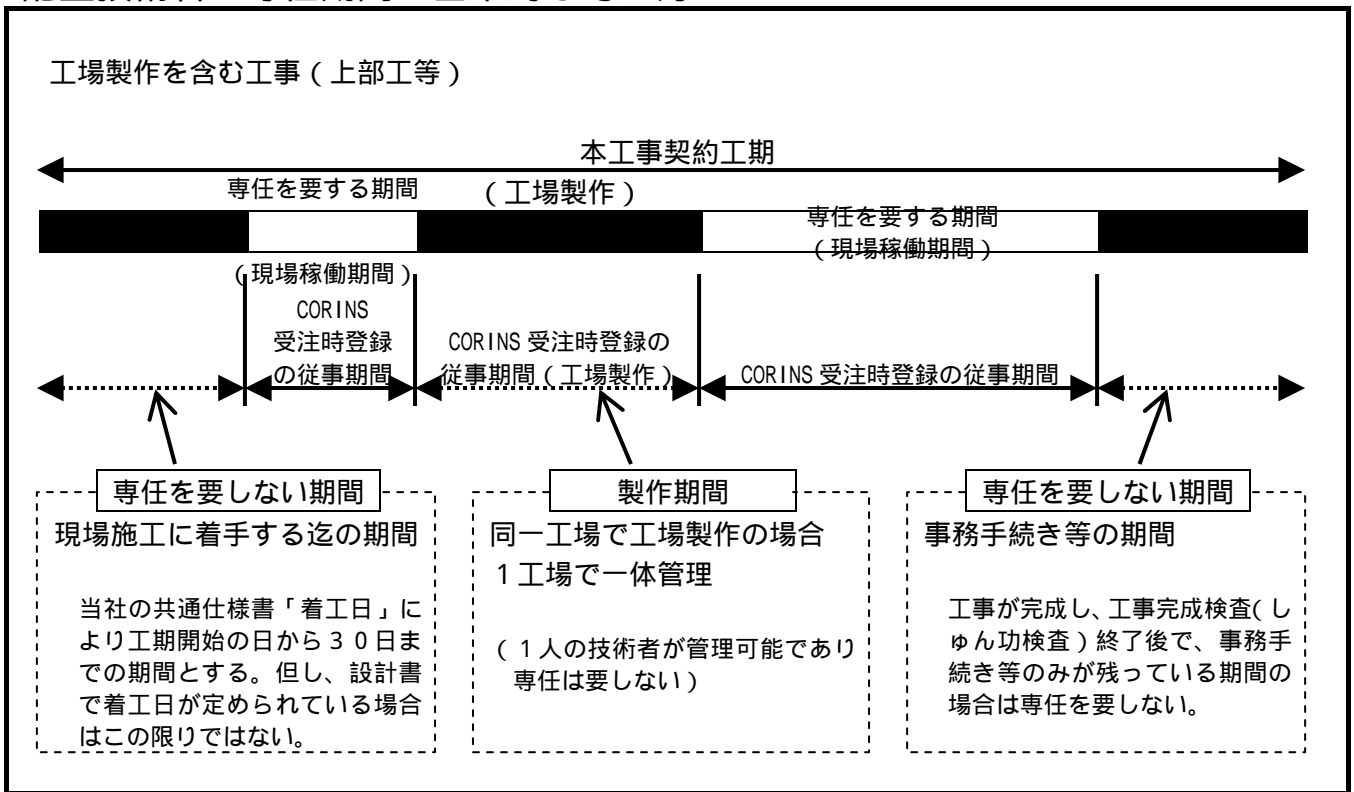 工場製作を含む工事(上部工等)
本工事契約工期
専任を要する期間
(工場製作)
専任を要する期間
(現場稼働期間)
(現場稼働期間)
CORINS
受注時登録
の従事期間
CORINS 受注時登録の
従事期間(工場製作)
CORINS 受注時登録の従事期間
専任を要しない期間
現場施工に着手する迄の期間
当社の共通仕様書「着工日」に
より工期開始の日から30日ま
での期間とする。但し、設計書
で着工日が定められている場合
はこの限りではない。
製作期間
同一工場で工場製作の場合
1工場で一体管理
(1人の技術者が管理可能であり
専任は要しない)
専任を要しない期間
事務手続き等の期間
工事が完成し、工事完成検査(し
ゅん功検査)終了後で、事務手
続き等のみが残っている期間の
場合は専任を要しない。